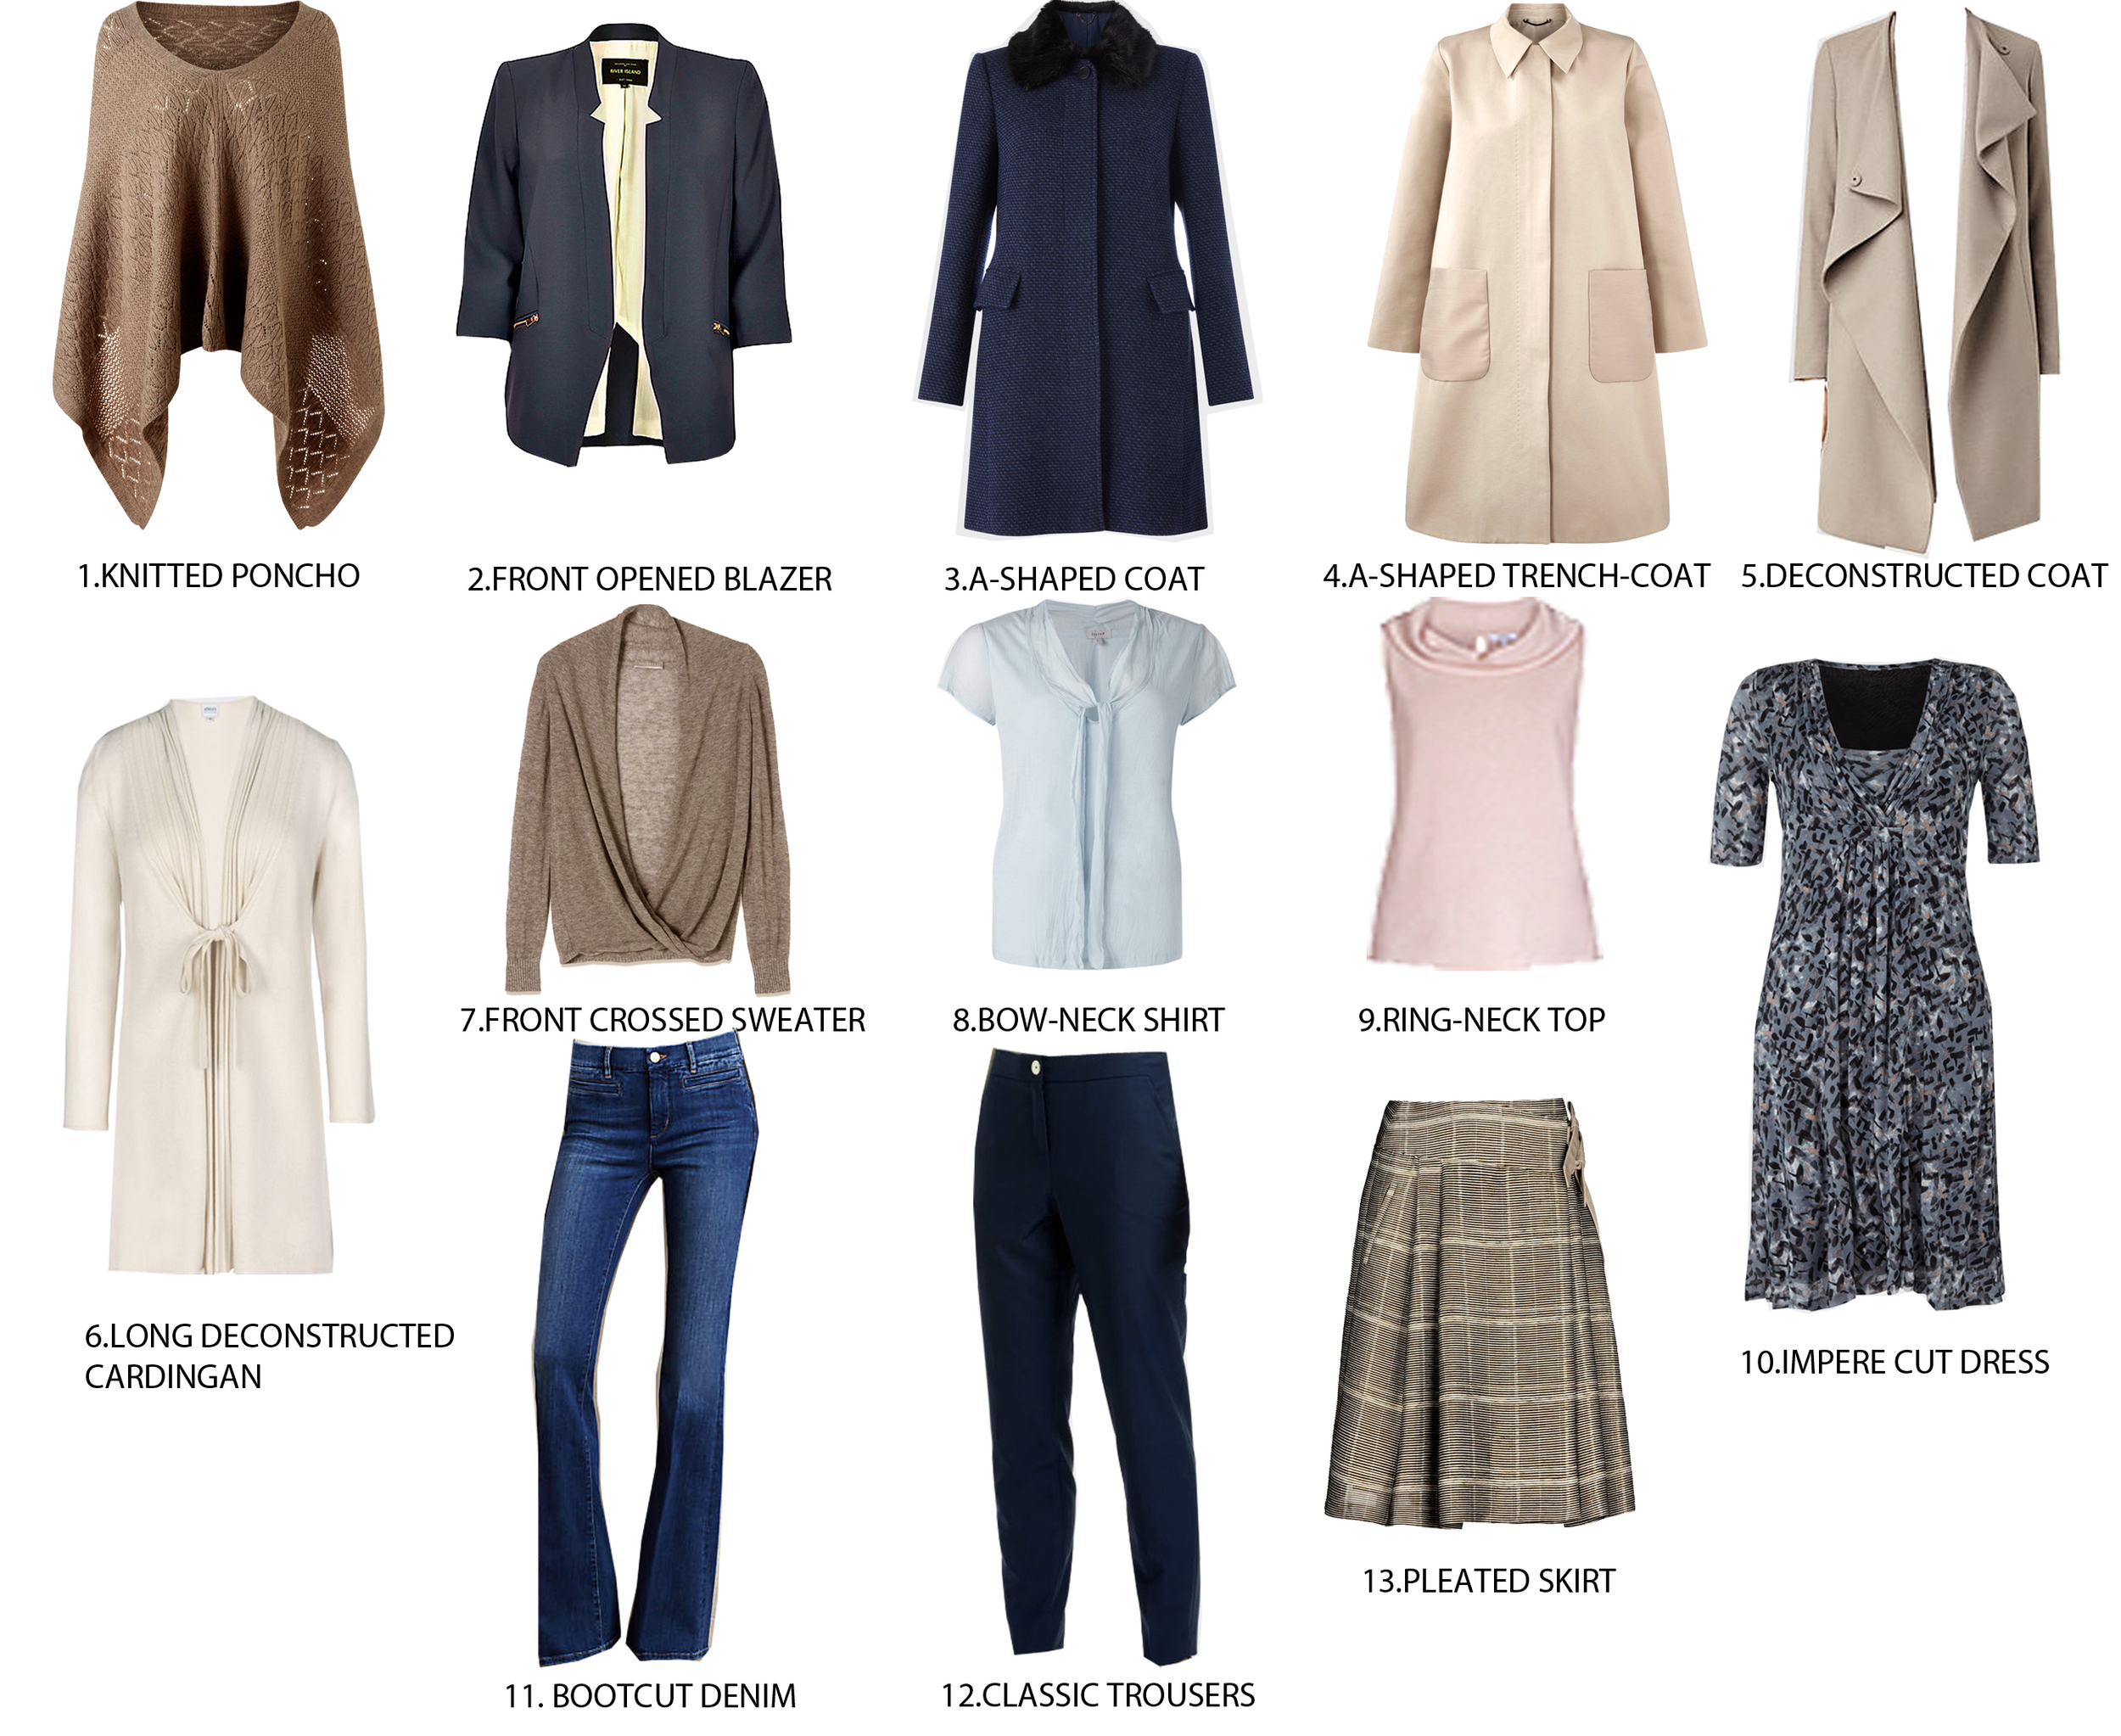 RIVER ISLAND
1.KNITTED PONCHO
2.FRONT OPENED BLAZER
3.A-SHAPED COAT
4.A-SHAPED TRENCH-COAT
5.DECONSTRUCTED COAT
7.FRONT CROSSED SWEATER
8.BOW-NECK SHIRT
9.RING-NECK TOP
6.LONG DECONSTRUCTED
CARDINGAN
10.IMPERE CUT DRESS
13.PLEATED SKIRT
11. BOOTCUT DENIM
12.CLASSIC TROUSERS